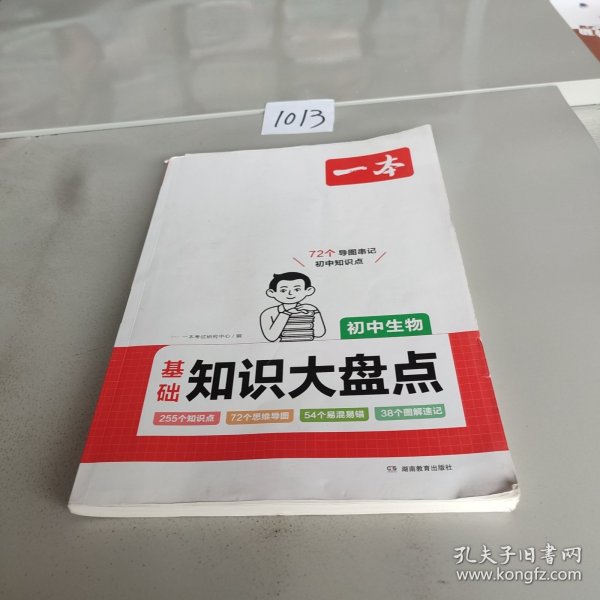 1013
一本
72个 导图串记
初中知识点
一本考试研究中心/编
初中生物
基础
知识大盘点
255个知识点 72个思维导图 54个易混易错 38个图解速记
湖南教育出版社
孔夫子旧书网
www.kongfz.com